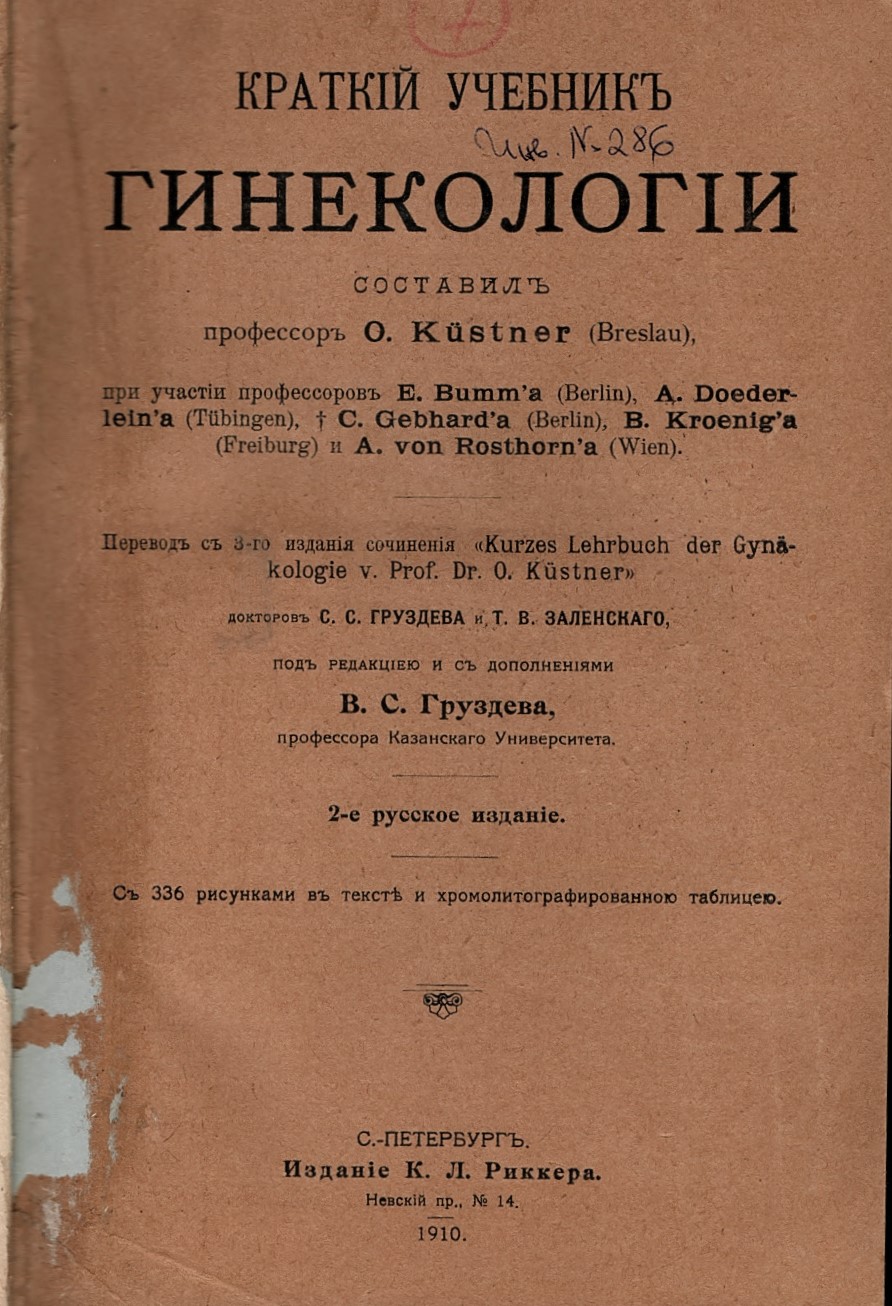 КРАТКІЙ УЧЕБНИКЪ
Инв. N-286
ГИНЕКОЛОГІИ
СОСТАВИЛЪ
профессоръ O. Küstner (Breslau),
при участіи профессоровъ E. Bumm’a (Berlin), A. Doeder-
lein’a (Tübingen), † C. Gebhard’a (Berlin), B. Kroenig’a
(Freiburg) и A. von Rosthorn’a (Wien).
Переводъ съ 3-го изданія сочиненія «Kurzes Lehrbuch der Gynä-
kologie v. Prof. Dr. O. Küstner»
докторовъ С. С. ГРУЗДЕВА и Т. В. ЗАЛЕНСКАГО,
ПОДЪ РЕДАКЦІЕЮ И СЪ ДОПОЛНЕНІЯМИ
В. С. Груздева,
профессора Казанскаго Университета.
2-е русское изданіе.
Съ 336 рисунками въ текстѣ и хромолитографированною таблицею.
С.-ПЕТЕРБУРГЪ.
Изданіе К. Л. Риккера.
Невскій пр., № 14.
1910.